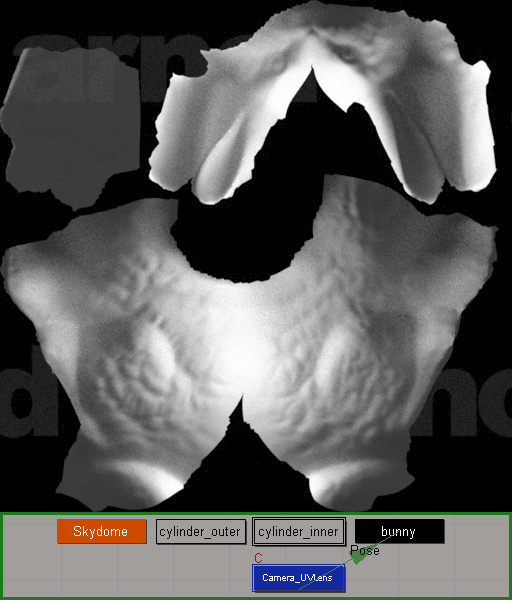 Skydome
cylinder_outer
cylinder_inner
bunny
Pose
C
Camera_UVLens